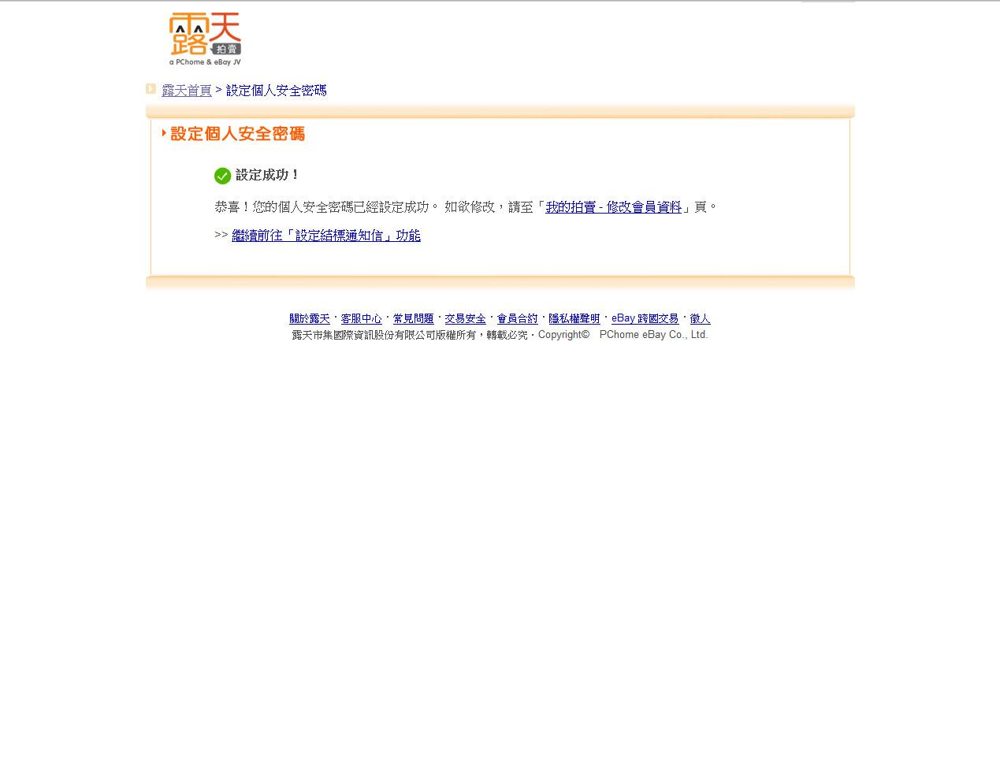 露天
拍賣
a PChome & eBay JV
露天首頁 > 設定個人安全密碼
設定個人安全密碼
設定成功！
恭喜！您的個人安全密碼已經設定成功。 如欲修改，請至「我的拍賣 - 修改會員資料」頁。
>> 繼續前往「設定結標通知信」功能
關於露天‧客服中心‧常見問題‧交易安全‧會員合約‧隱私權聲明‧eBay 跨國交易‧徵人
露天市集國際資訊股份有限公司版權所有，轉載必究‧Copyright© PChome eBay Co., Ltd.